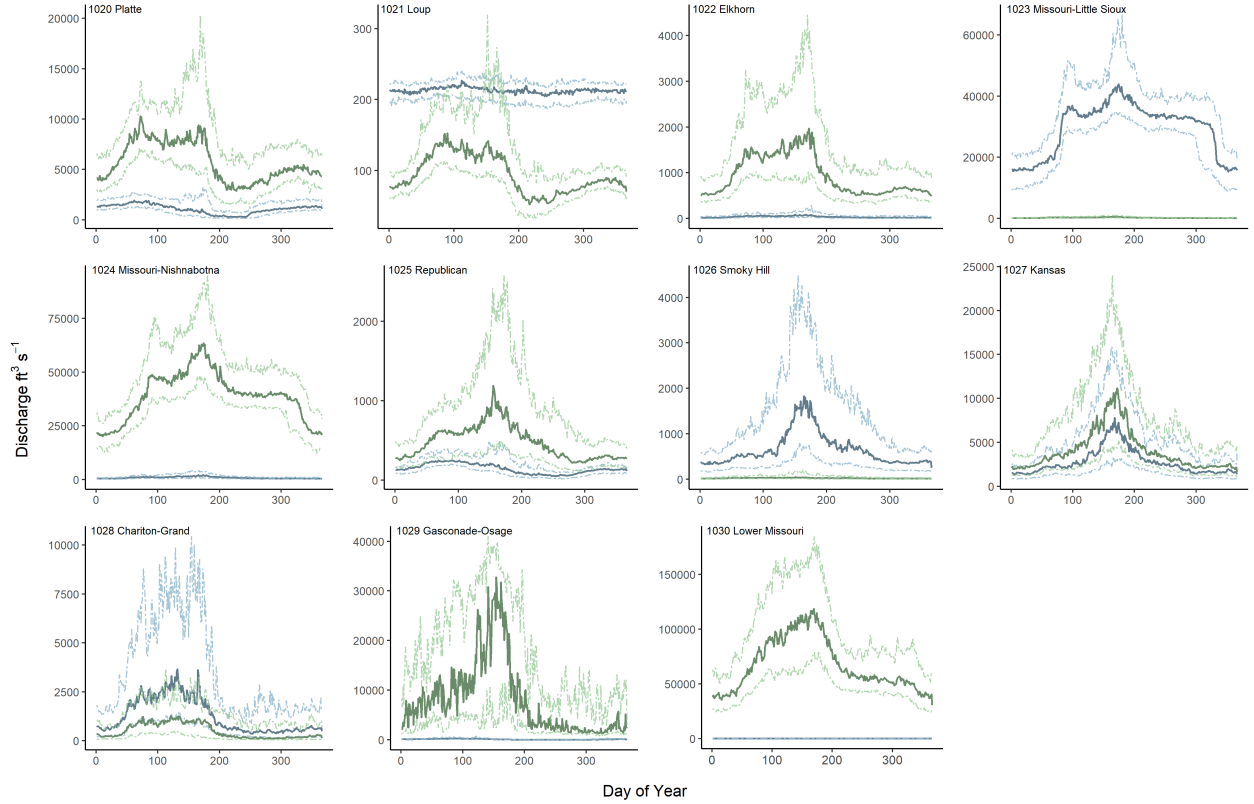 1020 Platte
20000
15000
10000
5000
0
0 100 200 300
1021 Loup
300
200
100
0 100 200 300
1022 Elkhorn
4000
3000
2000
1000
0
0 100 200 300
1023 Missouri-Little Sioux
60000
40000
20000
0
0 100 200 300
1024 Missouri-Nishnabotna
75000
50000
25000
0
0 100 200 300
1025 Republican
2000
1000
0
0 100 200 300
1026 Smoky Hill
4000
3000
2000
1000
0
0 100 200 300
1027 Kansas
25000
20000
15000
10000
5000
0
0 100 200 300
1028 Chariton-Grand
10000
7500
5000
2500
0
0 100 200 300
1029 Gasconade-Osage
40000
30000
20000
10000
0
0 100 200 300
1030 Lower Missouri
150000
100000
50000
0
0 100 200 300
Discharge ft³ s⁻¹
Day of Year